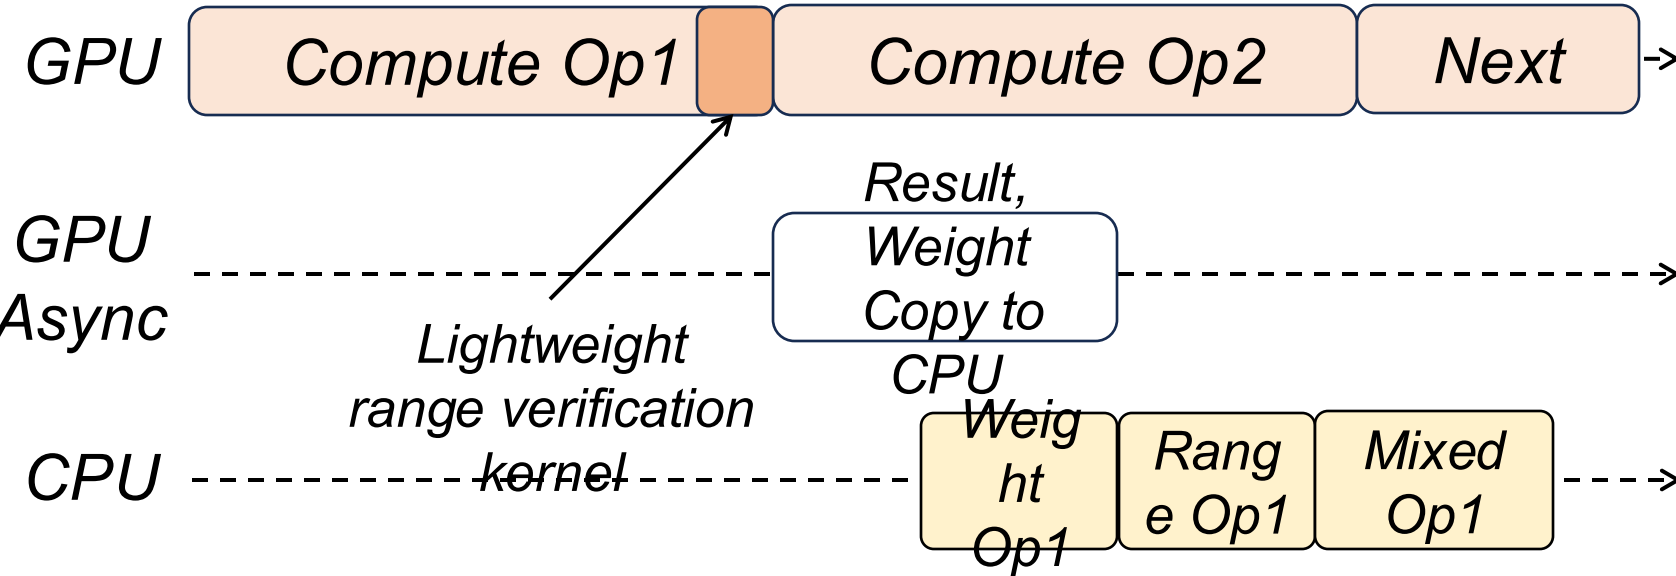 GPU
Compute Op1
Compute Op2
Next
GPU
Async
Result,
Weight
Copy to
CPU
Lightweight
range verification
kernel
CPU
Weig
ht
Op1
Rang
e Op1
Mixed
Op1